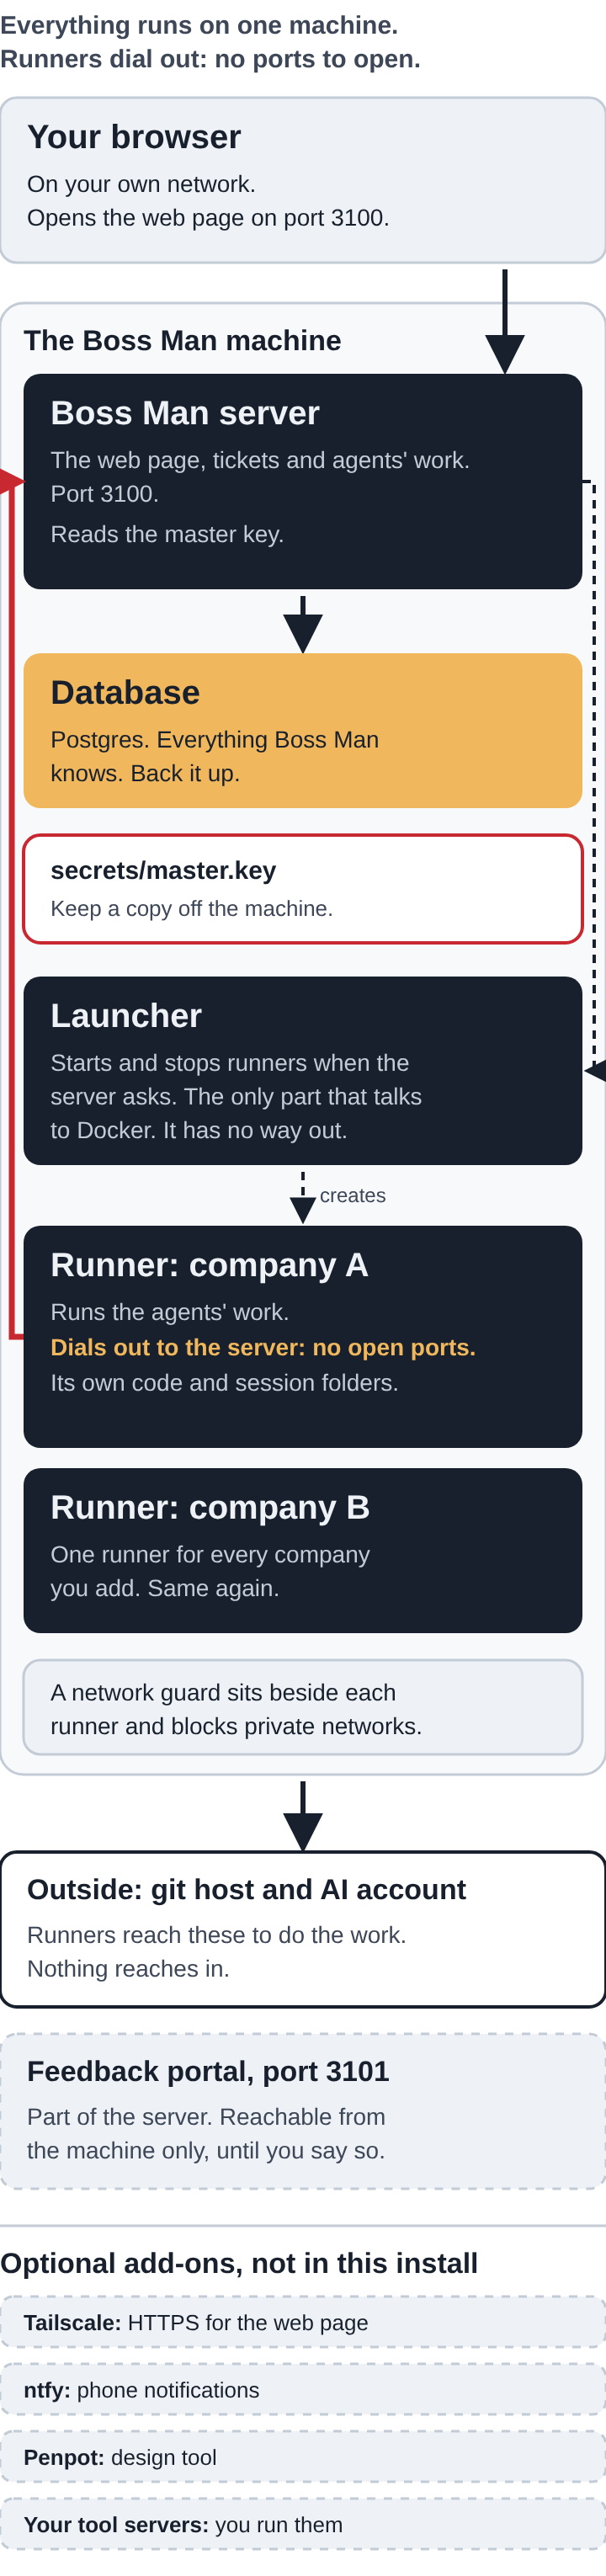 Everything runs on one machine.
Runners dial out: no ports to open.
Your browser
On your own network.
Opens the web page on port 3100.
The Boss Man machine
Boss Man server
The web page, tickets and agents' work.
Port 3100.
Reads the master key.
Database
Postgres. Everything Boss Man
knows. Back it up.
secrets/master.key
Keep a copy off the machine.
Launcher
Starts and stops runners when the
server asks. The only part that talks
to Docker. It has no way out.
creates
Runner: company A
Runs the agents' work.
Dials out to the server: no open ports.
Its own code and session folders.
Runner: company B
One runner for every company
you add. Same again.
A network guard sits beside each
runner and blocks private networks.
Outside: git host and AI account
Runners reach these to do the work.
Nothing reaches in.
Feedback portal, port 3101
Part of the server. Reachable from
the machine only, until you say so.
Optional add-ons, not in this install
Tailscale: HTTPS for the web page
ntfy: phone notifications
Penpot: design tool
Your tool servers: you run them